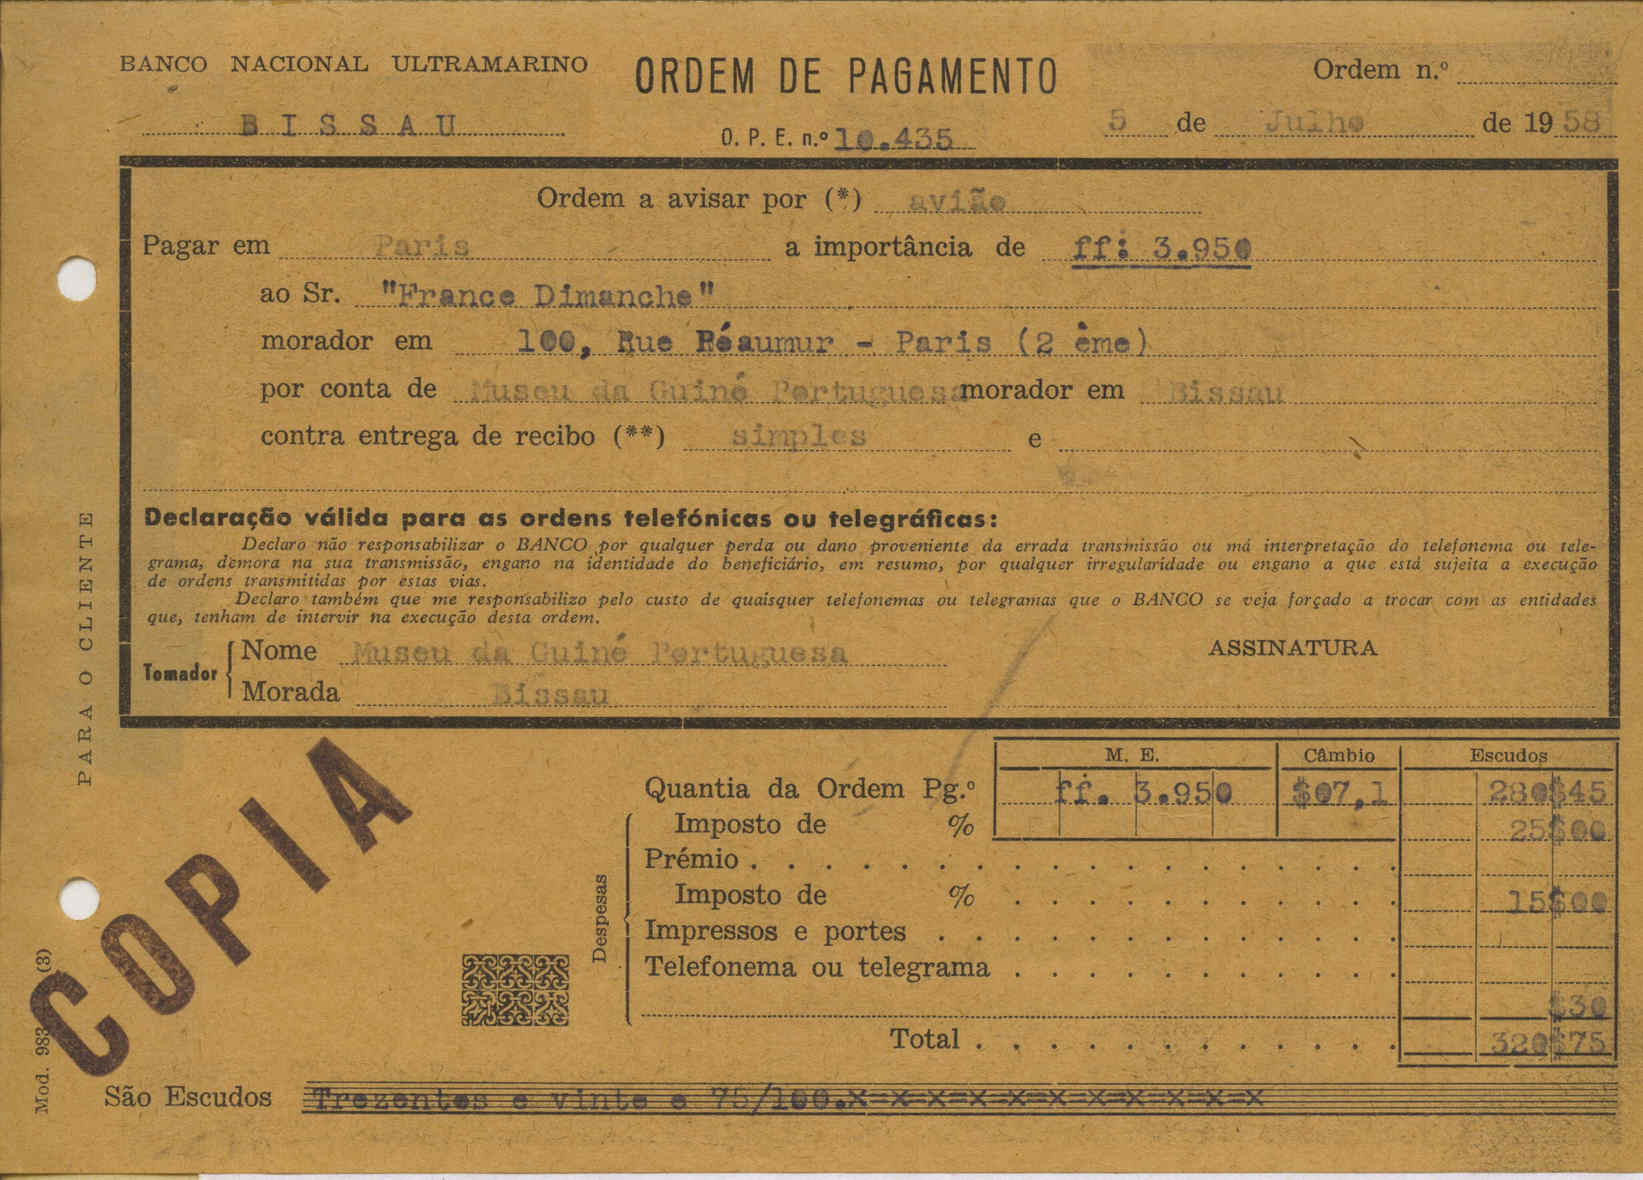 BANCO NACIONAL ULTRAMARINO
BISSAU
ORDEM DE PAGAMENTO
O. P. E. n.º 10.435
Ordem n.º
5 de Julho de 1958
Ordem a avisar por (*) avião
Pagar em Paris a importância de ff: 3.950
ao Sr. "France Dimanche"
morador em 100, Rue Réaumur - Paris (2 ème)
por conta de Museu da Guiné Portuguesa morador em Bissau
contra entrega de recibo (**) simples e
Declaração válida para as ordens telefónicas ou telegráficas:
Declaro não responsabilizar o BANCO por qualquer perda ou dano proveniente da errada transmissão ou má interpretação do telefonema ou tele-
grama, demora na sua transmissão, engano na identidade do beneficiário, em resumo, por qualquer irregularidade ou engano a que está sujeita a execução
de ordens transmitidas por estas vias.
Declaro também que me responsabilizo pelo custo de quaisquer telefonemas ou telegramas que o BANCO se veja forçado a trocar com as entidades
que, tenham de intervir na execução desta ordem.
Tomador
Nome Museu da Guiné Portuguesa
Morada Bissau
ASSINATURA
PARA O CLIENTE
COPIA
M. E. Câmbio Escudos
Quantia da Ordem Pg.º ff. 3.950 $07,1 280$45
Imposto de % 25$00
Despesas
Prémio
Imposto de % 15$00
Impressos e portes
Telefonema ou telegrama
$30
Total 320$75
Mod. 983 (3)
São Escudos Trezentos e vinte e 75/100.x=x=x=x=x=x=x=x=x=x=x